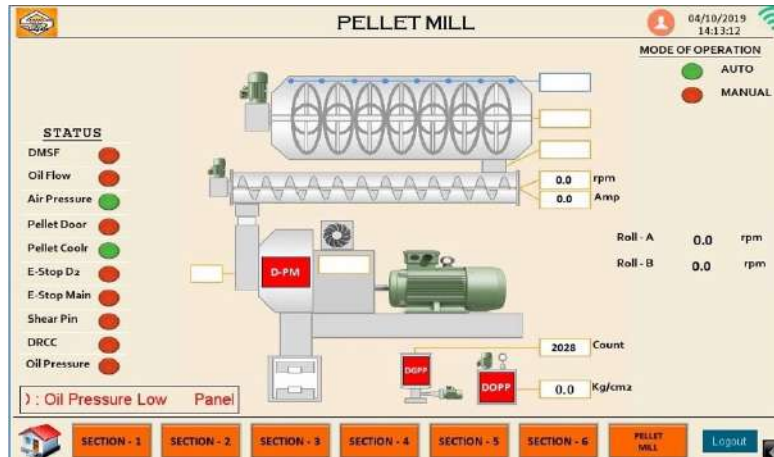 PELLET MILL
04/10/2019
14:13:12
MODE OF OPERATION
AUTO
MANUAL
STATUS
DMSF
Oil Flow
Air Pressure
Pellet Door
Pellet Coolr
E-Stop D2
E-Stop Main
Shear Pin
DRCC
Oil Pressure
0.0 rpm
0.0 Amp
Roll - A 0.0 rpm
Roll - B 0.0 rpm
D-PM
2028 Count
DGPP
DOPP
0.0 Kg/cm2
) : Oil Pressure Low Panel
SECTION - 1
SECTION - 2
SECTION - 3
SECTION - 4
SECTION - 5
SECTION - 6
PELLET
MILL
Logout